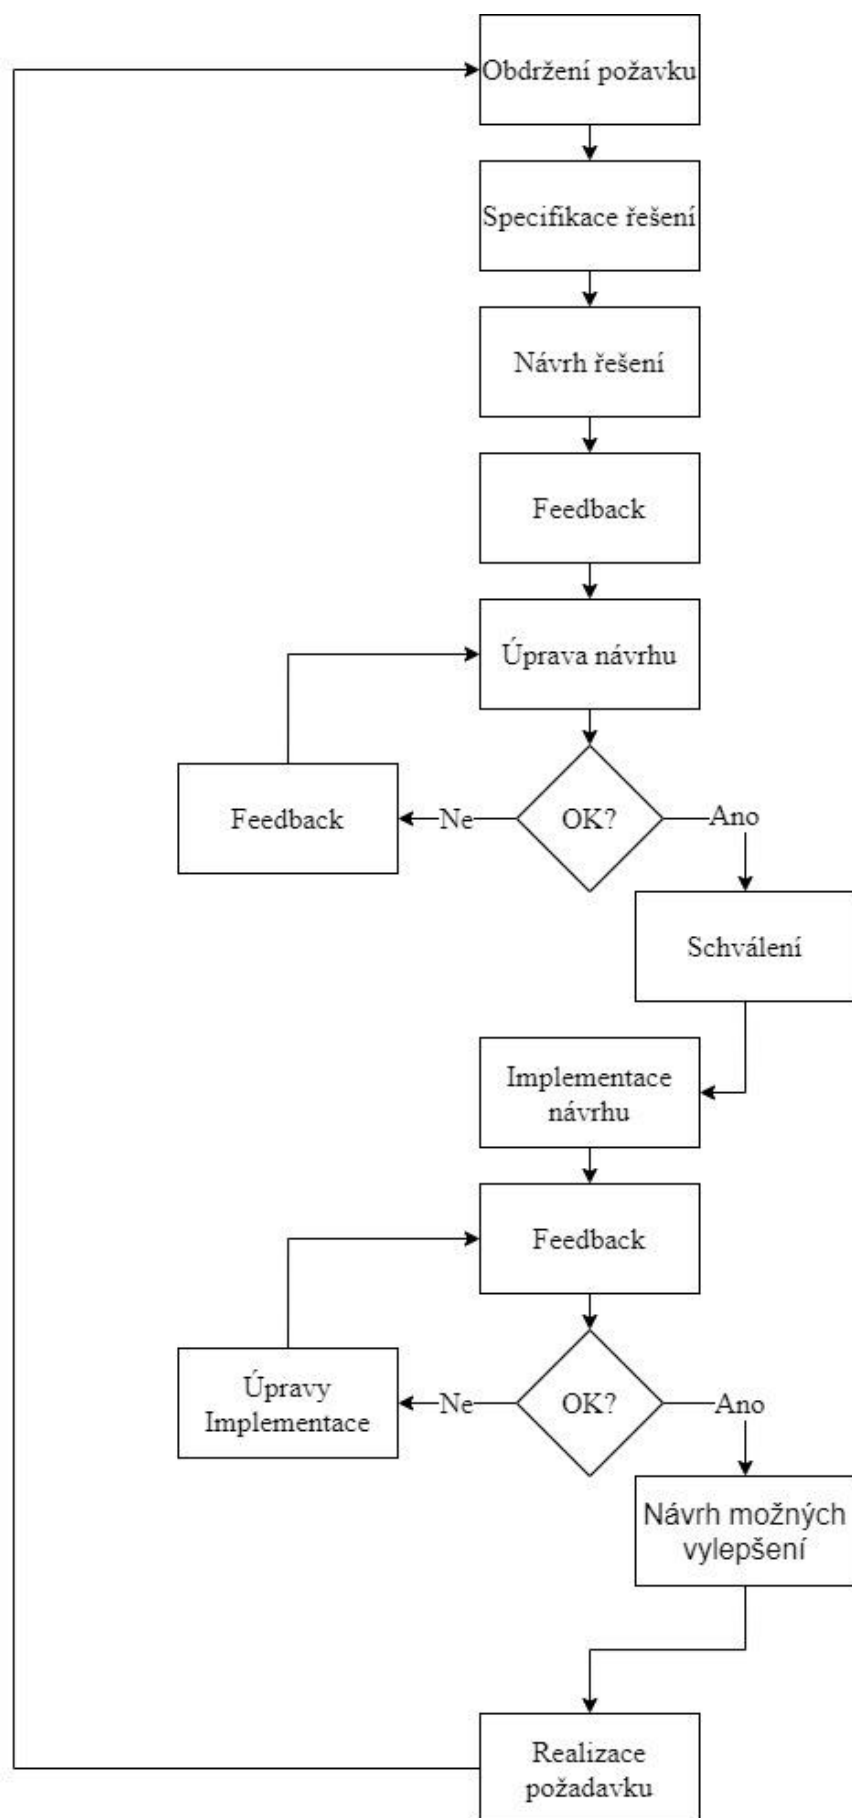 Obdržení požavku
Specifikace řešení
Návrh řešení
Feedback
Úprava návrhu
Feedback
Ne
OK?
Ano
Schválení
Implementace
návrhu
Feedback
Úpravy
Implementace
Ne
OK?
Ano
Návrh možných
vylepšení
Realizace
požadavku